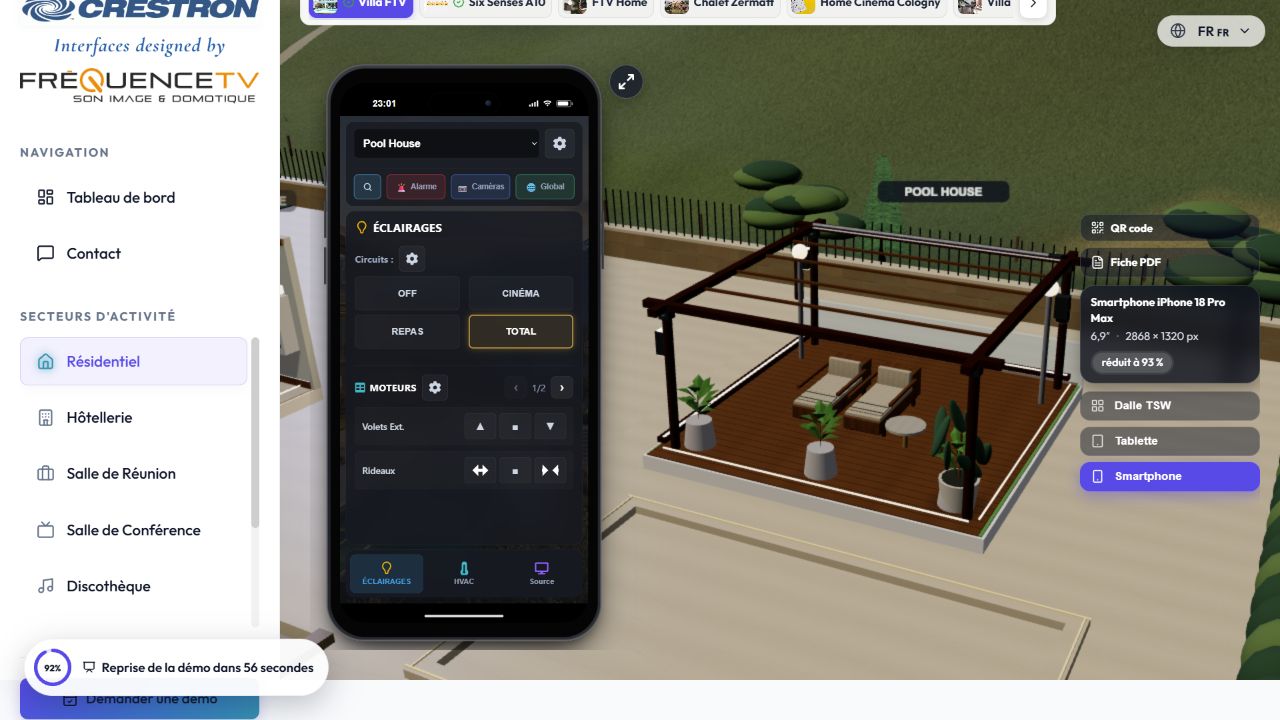 CRESTRON
Interfaces designed by
FRÉQUENCETV
SON IMAGE & DOMOTIQUE
NAVIGATION
Tableau de bord
Contact
SECTEURS D'ACTIVITÉ
Résidentiel
Hôtellerie
Salle de Réunion
Salle de Conférence
Discothèque
92%
Reprise de la démo dans 56 secondes
Demander une démo
Villa FTV
Six Senses A10
FTV Home
Chalet Zermatt
Home Cinema Cologny
Villa
FR FR
23:01
Pool House
Alarme
Caméras
Global
ÉCLAIRAGES
Circuits :
OFF
CINÉMA
REPAS
TOTAL
MOTEURS
1/2
Volets Ext.
Rideaux
ÉCLAIRAGES
HVAC
Source
POOL HOUSE
QR code
Fiche PDF
Smartphone iPhone 18 Pro
Max
6,9" · 2868 × 1320 px
réduit à 93 %
Dalle TSW
Tablette
Smartphone